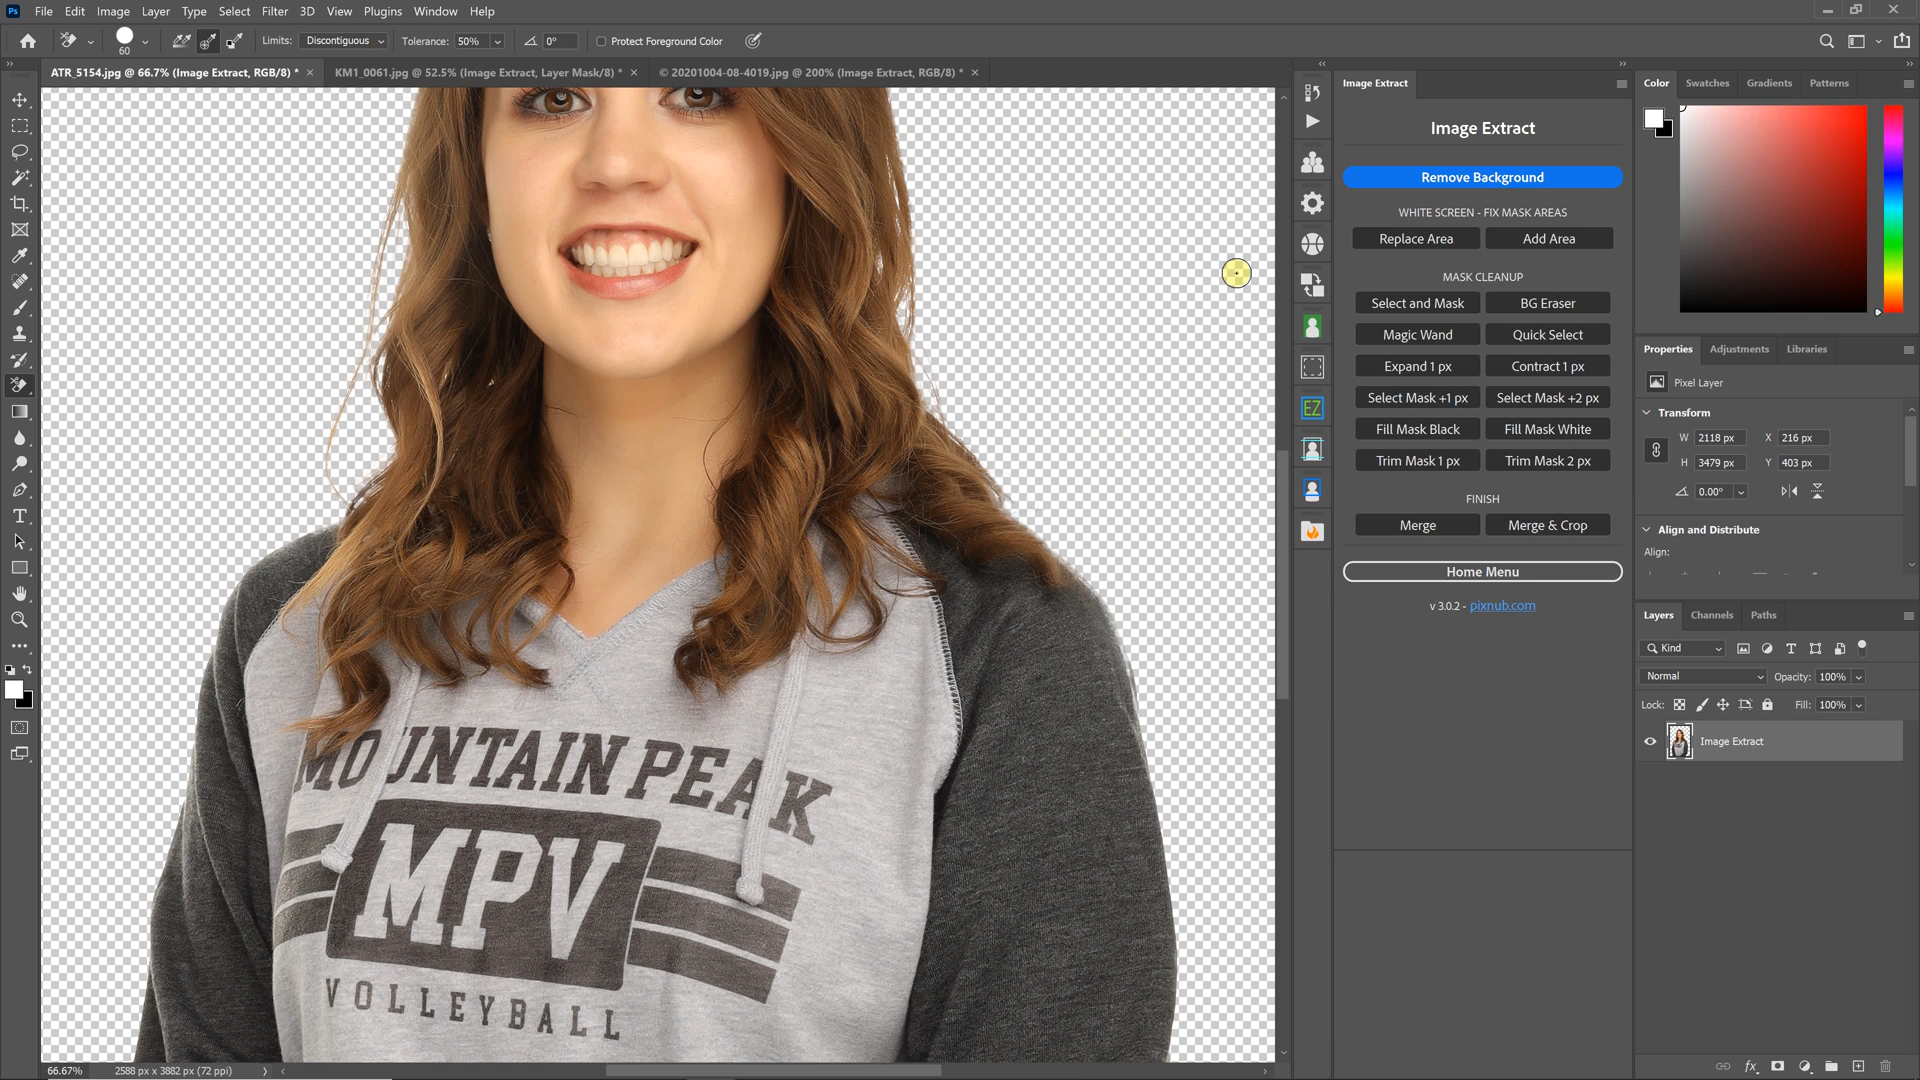 Ps File Edit Image Layer Type Select Filter 3D View Plugins Window Help
60 Limits: Discontiguous Tolerance: 50% 0° Protect Foreground Color
ATR_5154.jpg @ 66.7% (Image Extract, RGB/8) *
KM1_0061.jpg @ 52.5% (Image Extract, Layer Mask/8) *
© 20201004-08-4019.jpg @ 200% (Image Extract, RGB/8) *
MOUNTAIN PEAK
MPV
VOLLEYBALL
66.67% 2588 px x 3882 px (72 ppi)
EZ
Image Extract
Image Extract
Remove Background
WHITE SCREEN - FIX MASK AREAS
Replace Area Add Area
MASK CLEANUP
Select and Mask BG Eraser
Magic Wand Quick Select
Expand 1 px Contract 1 px
Select Mask +1 px Select Mask +2 px
Fill Mask Black Fill Mask White
Trim Mask 1 px Trim Mask 2 px
FINISH
Merge Merge & Crop
Home Menu
v 3.0.2 - pixnub.com
Color Swatches Gradients Patterns
Properties Adjustments Libraries
Pixel Layer
Transform
W 2118 px X 216 px
H 3479 px Y 403 px
0.00°
Align and Distribute
Align:
Layers Channels Paths
Kind
Normal Opacity: 100%
Lock: Fill: 100%
Image Extract
fx